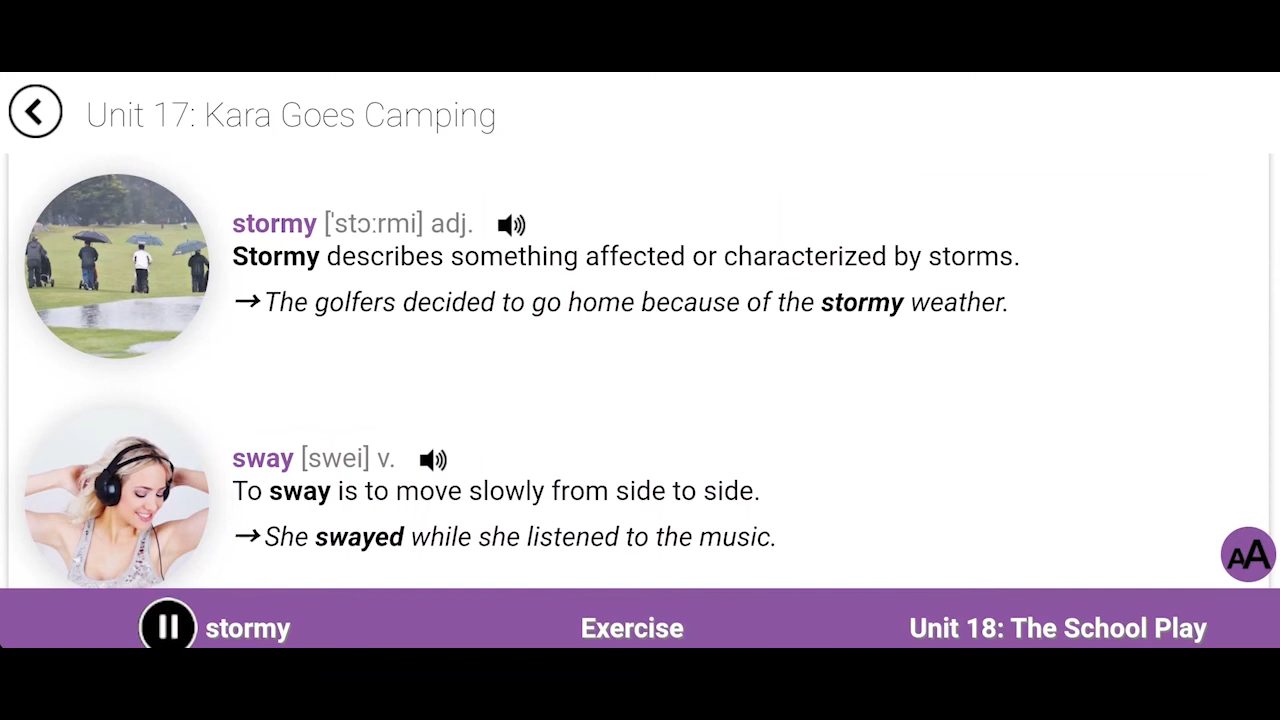 Unit 17: Kara Goes Camping
stormy ['stɔ:rmi] adj.
Stormy describes something affected or characterized by storms.
→ The golfers decided to go home because of the stormy weather.
sway [swei] v.
To sway is to move slowly from side to side.
→ She swayed while she listened to the music.
AA
stormy Exercise Unit 18: The School Play